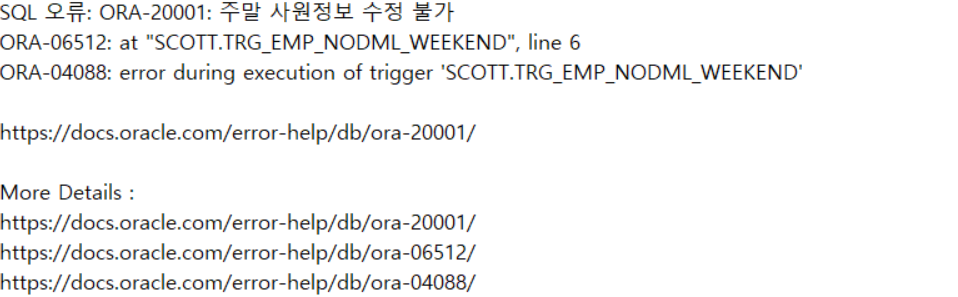 SQL 오류: ORA-20001: 주말 사원정보 수정 불가
ORA-06512: at "SCOTT.TRG_EMP_NODML_WEEKEND", line 6
ORA-04088: error during execution of trigger 'SCOTT.TRG_EMP_NODML_WEEKEND'
https://docs.oracle.com/error-help/db/ora-20001/
More Details :
https://docs.oracle.com/error-help/db/ora-20001/
https://docs.oracle.com/error-help/db/ora-06512/
https://docs.oracle.com/error-help/db/ora-04088/